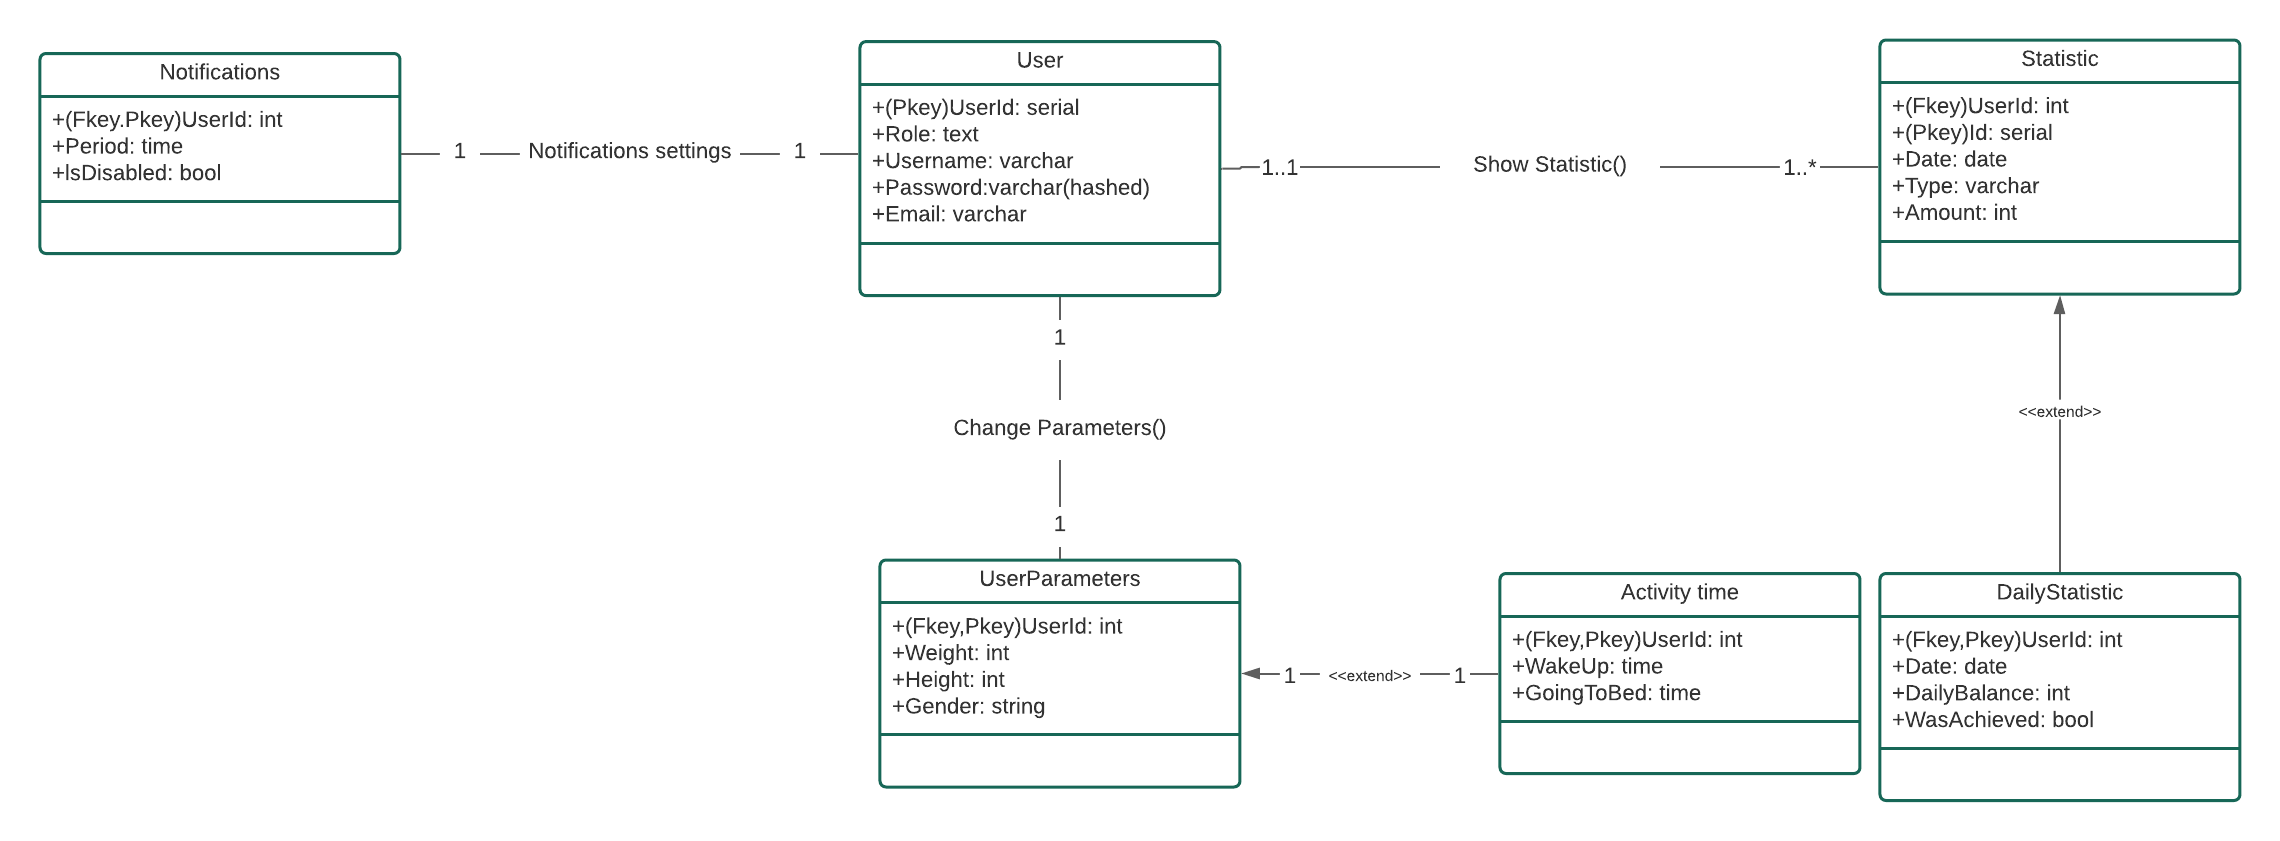 Notifications
+(Fkey.Pkey)UserId: int
+Period: time
+IsDisabled: bool
1
Notifications settings
1
User
+(Pkey)UserId: serial
+Role: text
+Username: varchar
+Password:varchar(hashed)
+Email: varchar
1..1
Show Statistic()
1..*
Statistic
+(Fkey)UserId: int
+(Pkey)Id: serial
+Date: date
+Type: varchar
+Amount: int
1
Change Parameters()
1
<<extend>>
UserParameters
+(Fkey,Pkey)UserId: int
+Weight: int
+Height: int
+Gender: string
1
<<extend>>
1
Activity time
+(Fkey,Pkey)UserId: int
+WakeUp: time
+GoingToBed: time
DailyStatistic
+(Fkey,Pkey)UserId: int
+Date: date
+DailyBalance: int
+WasAchieved: bool